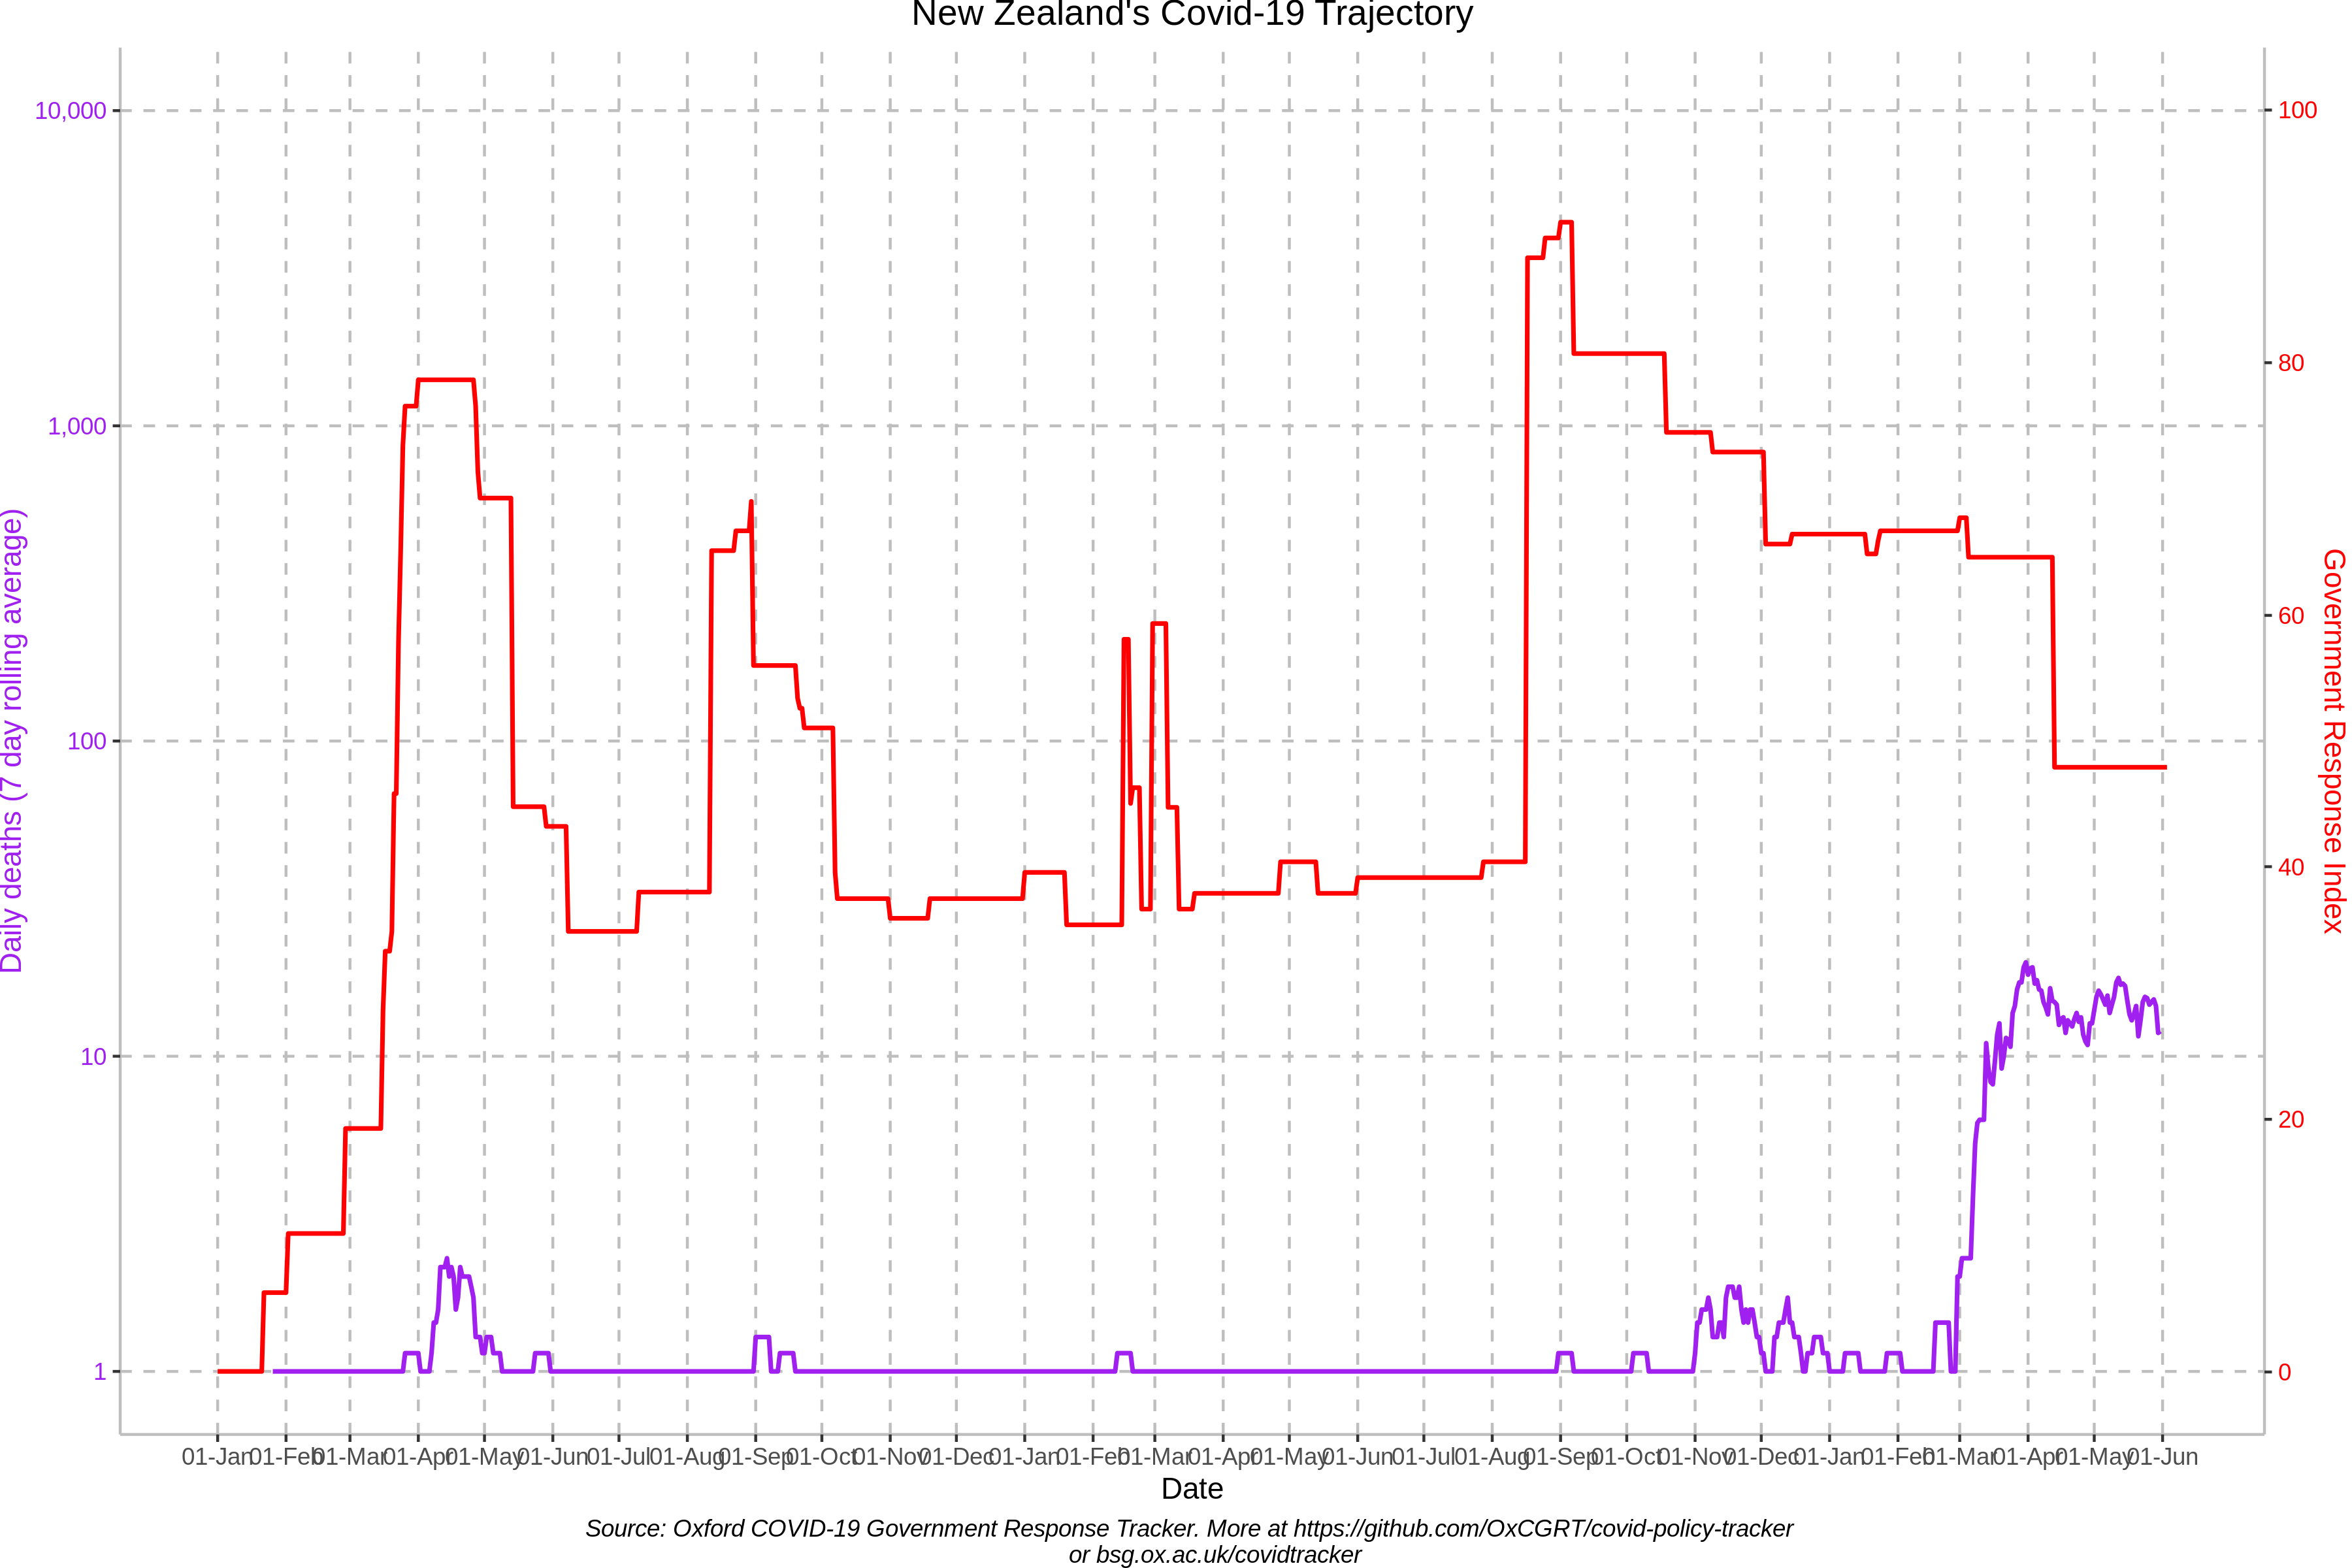 New Zealand's Covid-19 Trajectory
10,000
1,000
100
10
1
Daily deaths (7 day rolling average)
100
80
60
40
20
0
Government Response Index
01-Jan 01-Feb 01-Mar 01-Apr 01-May 01-Jun 01-Jul 01-Aug 01-Sep 01-Oct 01-Nov 01-Dec 01-Jan 01-Feb 01-Mar 01-Apr 01-May 01-Jun 01-Jul 01-Aug 01-Sep 01-Oct 01-Nov 01-Dec 01-Jan 01-Feb 01-Mar 01-Apr 01-May 01-Jun
Date
Source: Oxford COVID-19 Government Response Tracker. More at https://github.com/OxCGRT/covid-policy-tracker
or bsg.ox.ac.uk/covidtracker